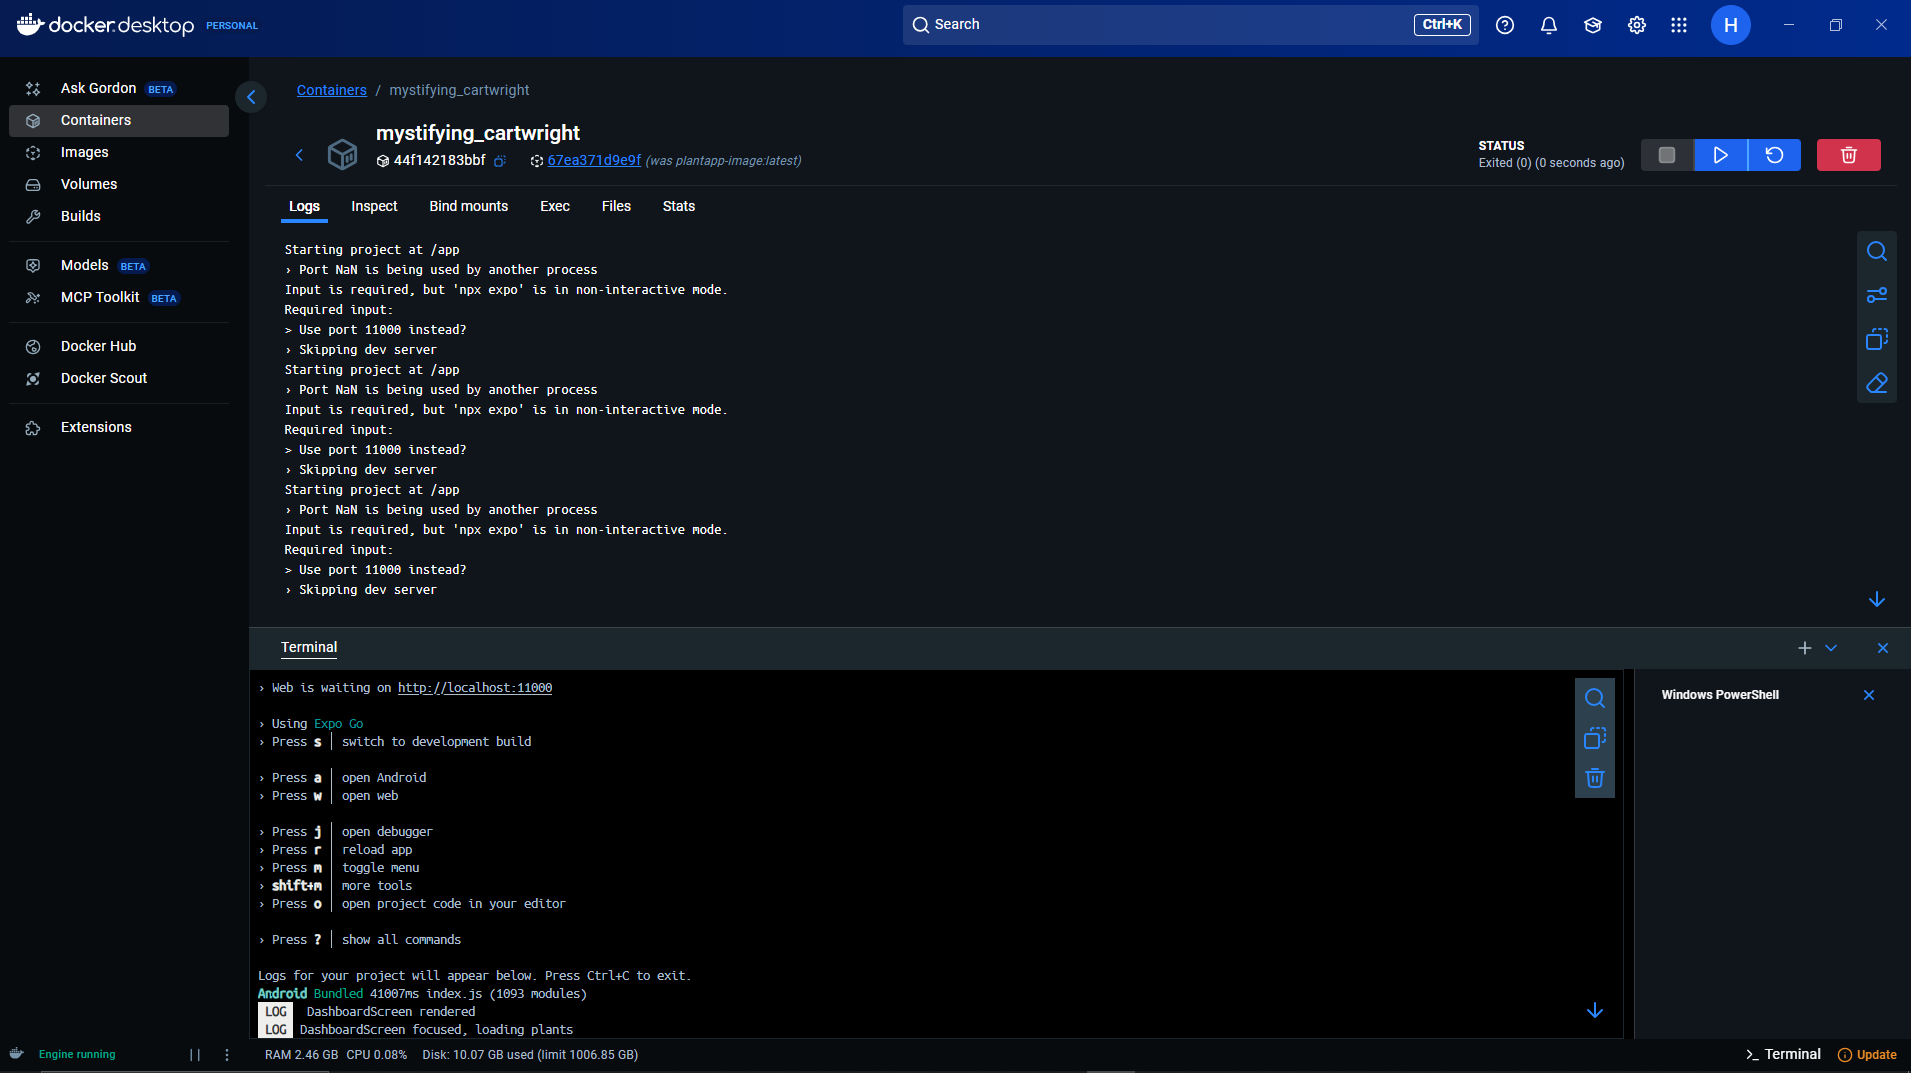 docker.desktop PERSONAL
Search Ctrl+K
H
Ask Gordon BETA
Containers
Images
Volumes
Builds
Models BETA
MCP Toolkit BETA
Docker Hub
Docker Scout
Extensions
Containers / mystifying_cartwright
mystifying_cartwright
44f142183bbf 67ea371d9e9f (was plantapp-image:latest)
STATUS
Exited (0) (0 seconds ago)
Logs Inspect Bind mounts Exec Files Stats
Starting project at /app
› Port NaN is being used by another process
Input is required, but 'npx expo' is in non-interactive mode.
Required input:
> Use port 11000 instead?
› Skipping dev server
Starting project at /app
› Port NaN is being used by another process
Input is required, but 'npx expo' is in non-interactive mode.
Required input:
> Use port 11000 instead?
› Skipping dev server
Starting project at /app
› Port NaN is being used by another process
Input is required, but 'npx expo' is in non-interactive mode.
Required input:
> Use port 11000 instead?
› Skipping dev server
Terminal
› Web is waiting on http://localhost:11000
› Using Expo Go
› Press s │ switch to development build
› Press a │ open Android
› Press w │ open web
› Press j │ open debugger
› Press r │ reload app
› Press m │ toggle menu
› shift+m │ more tools
› Press o │ open project code in your editor
› Press ? │ show all commands
Logs for your project will appear below. Press Ctrl+C to exit.
Android Bundled 41007ms index.js (1093 modules)
LOG DashboardScreen rendered
LOG DashboardScreen focused, loading plants
Windows PowerShell
Engine running
RAM 2.46 GB CPU 0.08% Disk: 10.07 GB used (limit 1006.85 GB)
>_ Terminal
Update